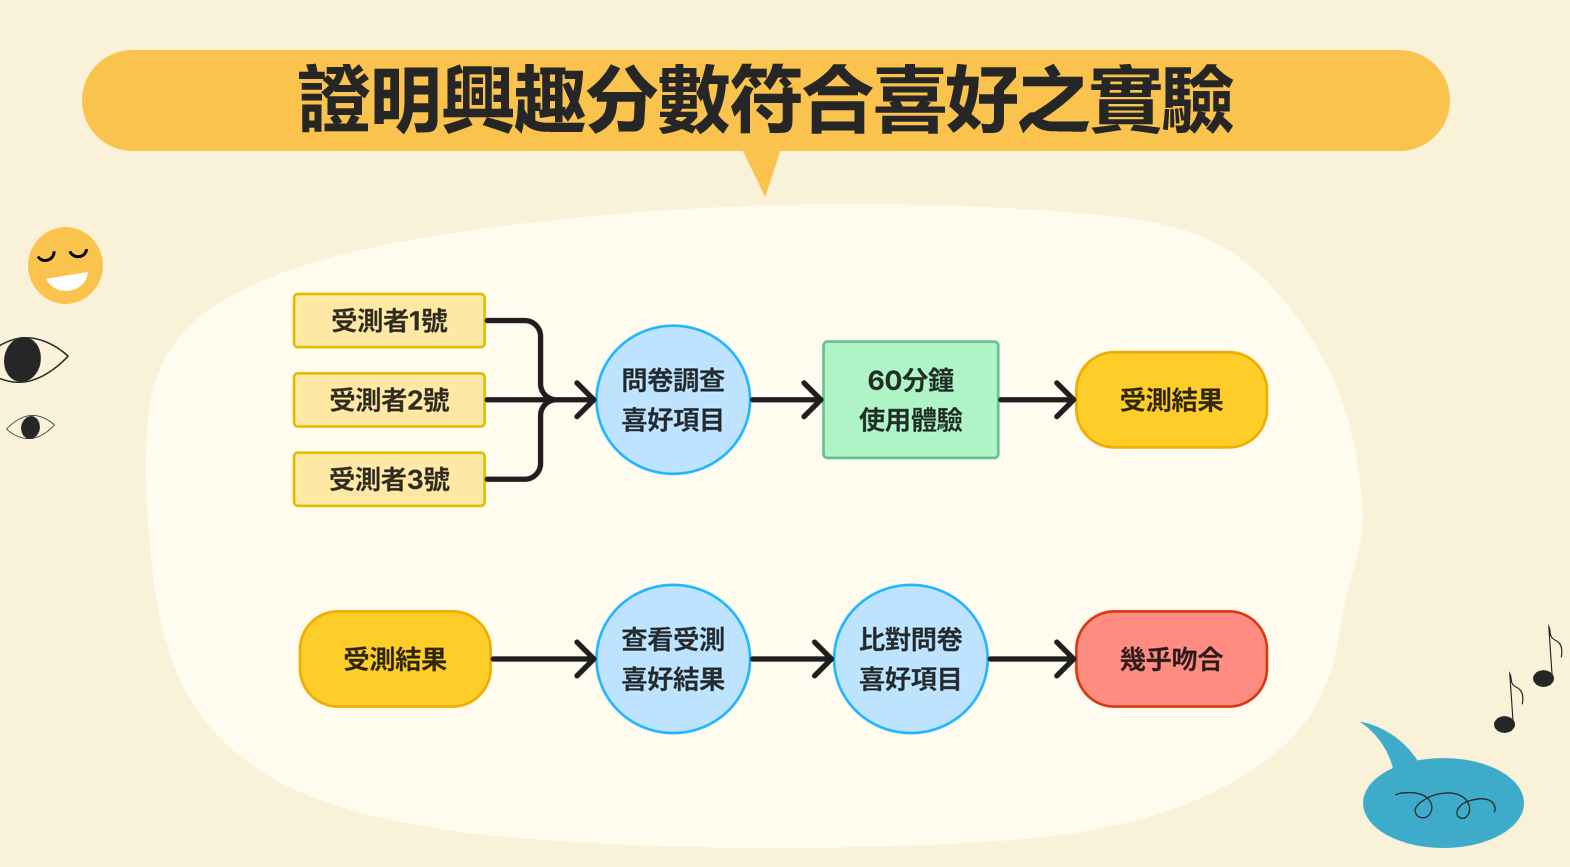 證明興趣分數符合喜好之實驗
受測者1號
受測者2號
受測者3號
問卷調查
喜好項目
60分鐘
使用體驗
受測結果
受測結果
查看受測
喜好結果
比對問卷
喜好項目
幾乎吻合